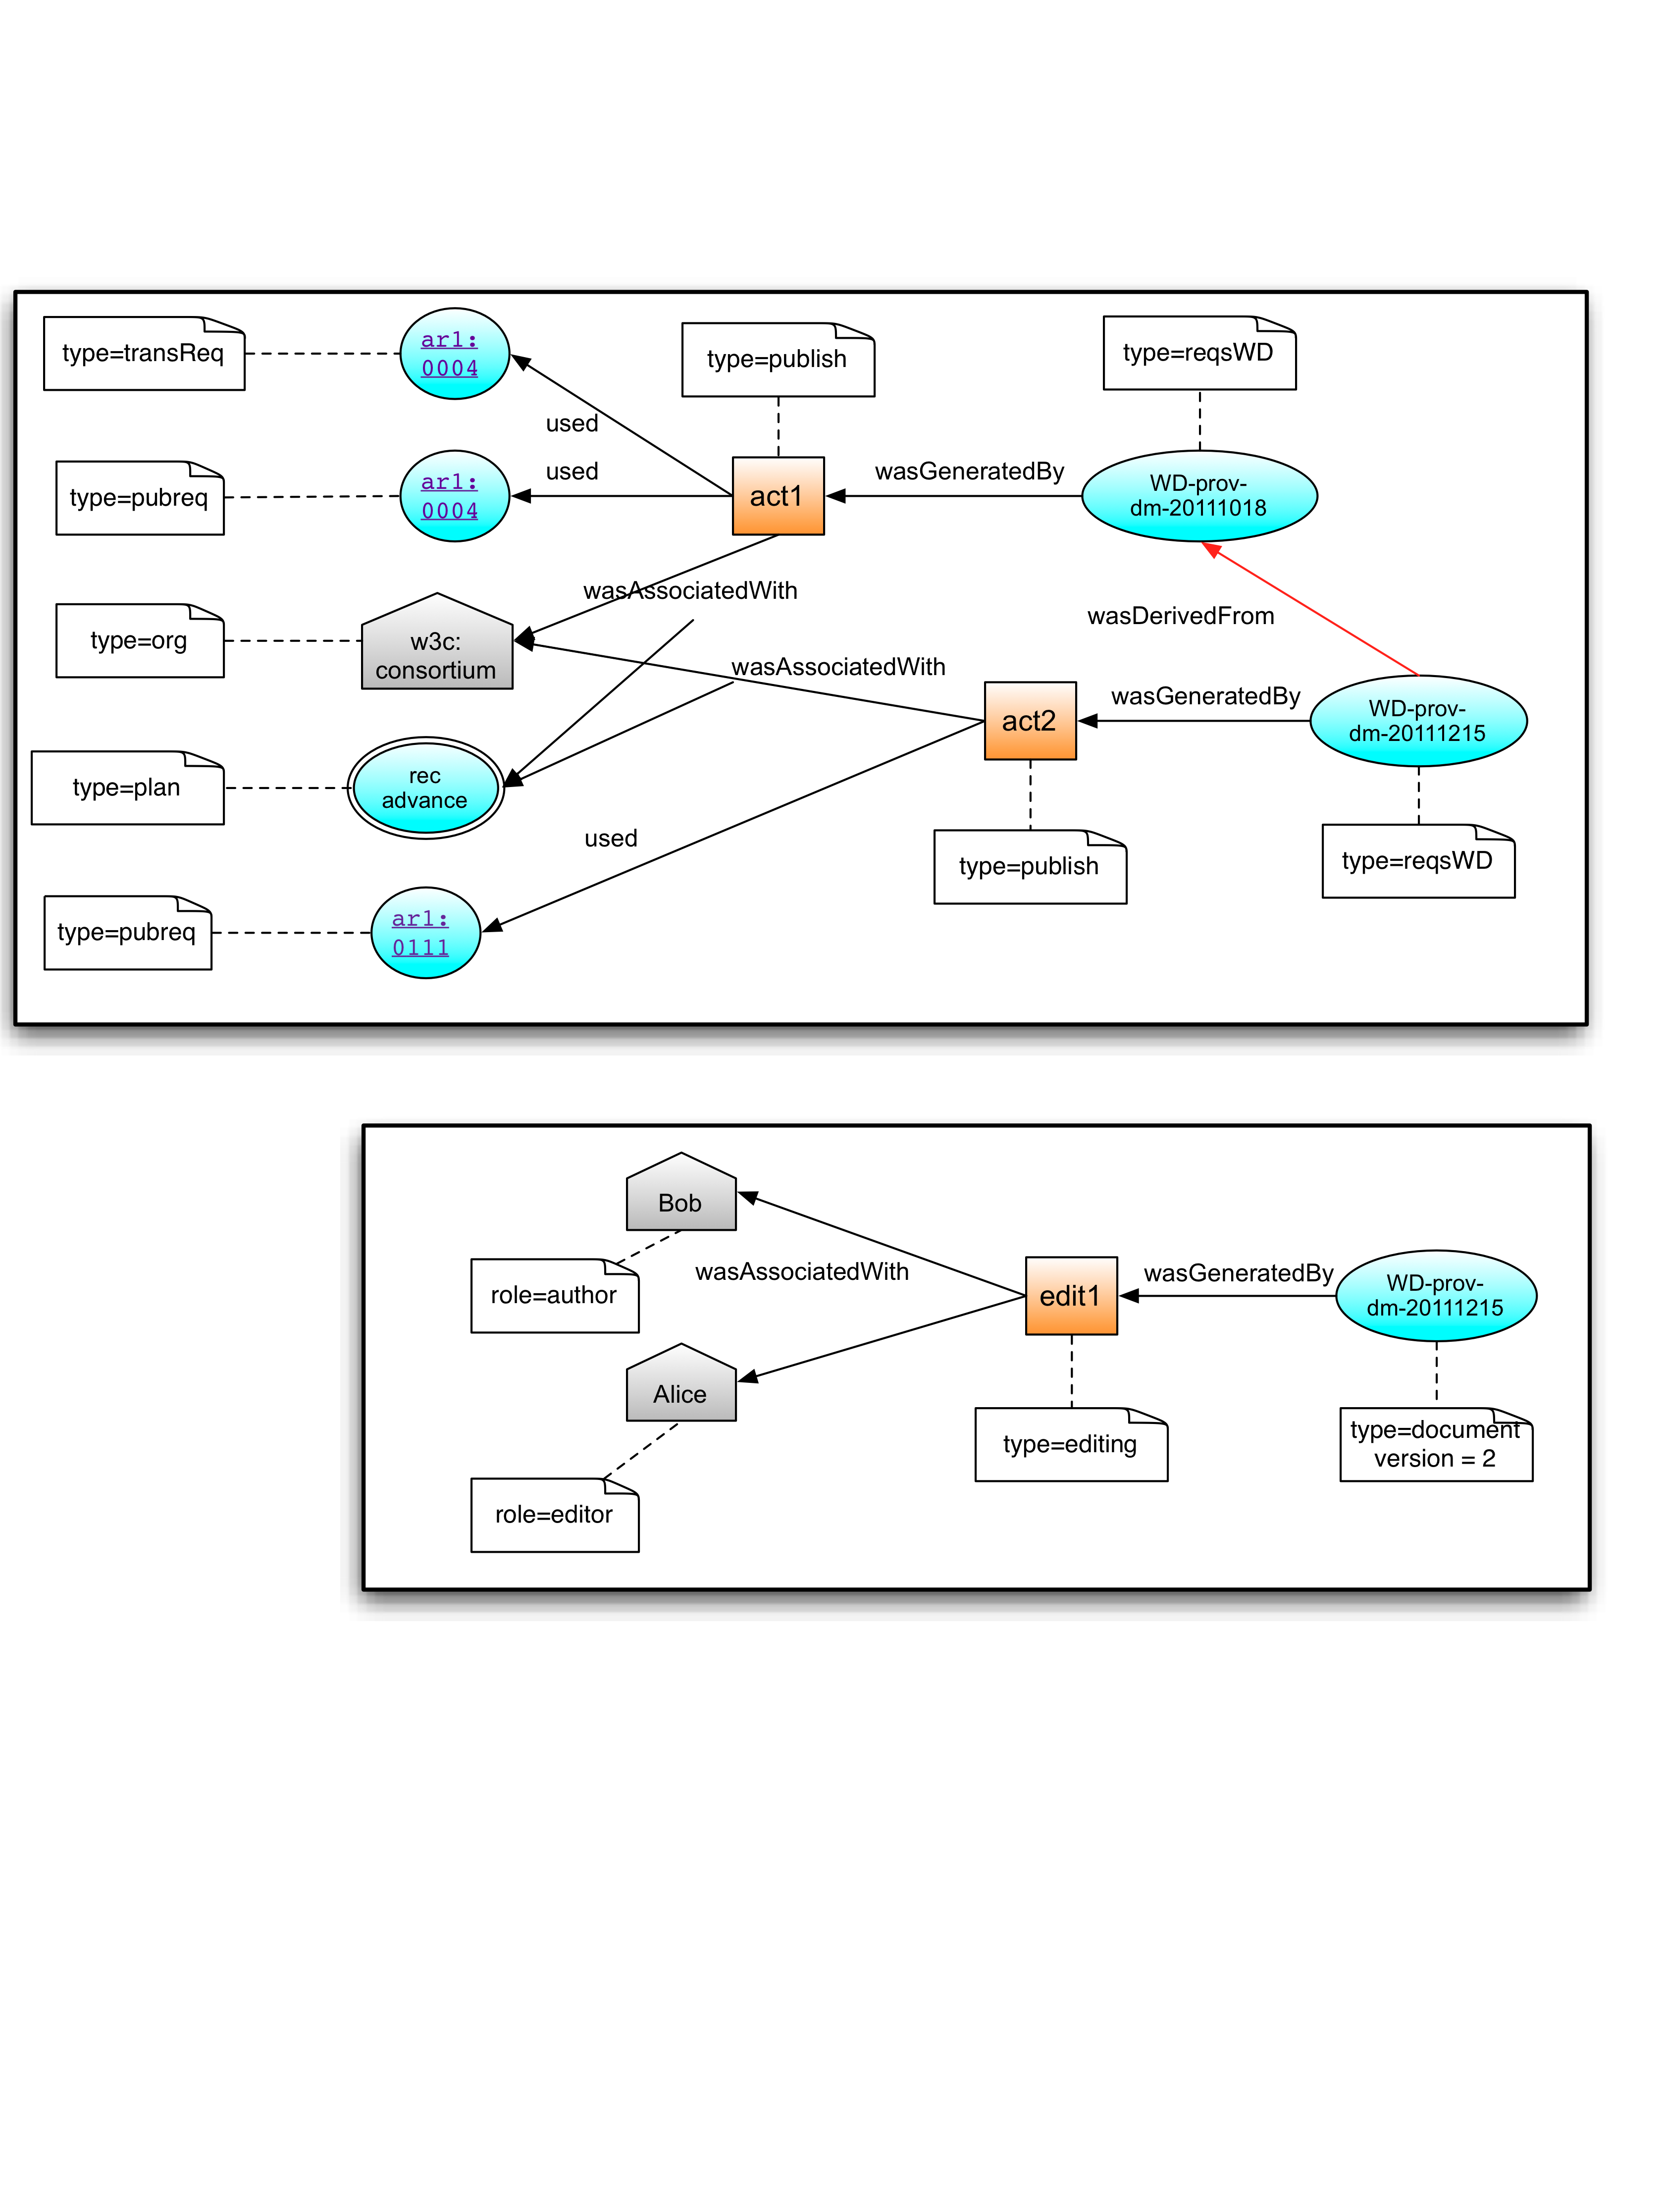 type=transReq
ar1:
0004
type=publish
type=reqsWD
used
type=pubreq
ar1:
0004
used
act1
wasGeneratedBy
WD-prov-
dm-20111018
wasAssociatedWith
wasDerivedFrom
type=org
w3c:
consortium
wasAssociatedWith
act2
wasGeneratedBy
WD-prov-
dm-20111215
type=plan
rec
advance
used
type=publish
type=reqsWD
type=pubreq
ar1:
0111
Bob
role=author
wasAssociatedWith
edit1
wasGeneratedBy
WD-prov-
dm-20111215
Alice
type=editing
type=document
version = 2
role=editor